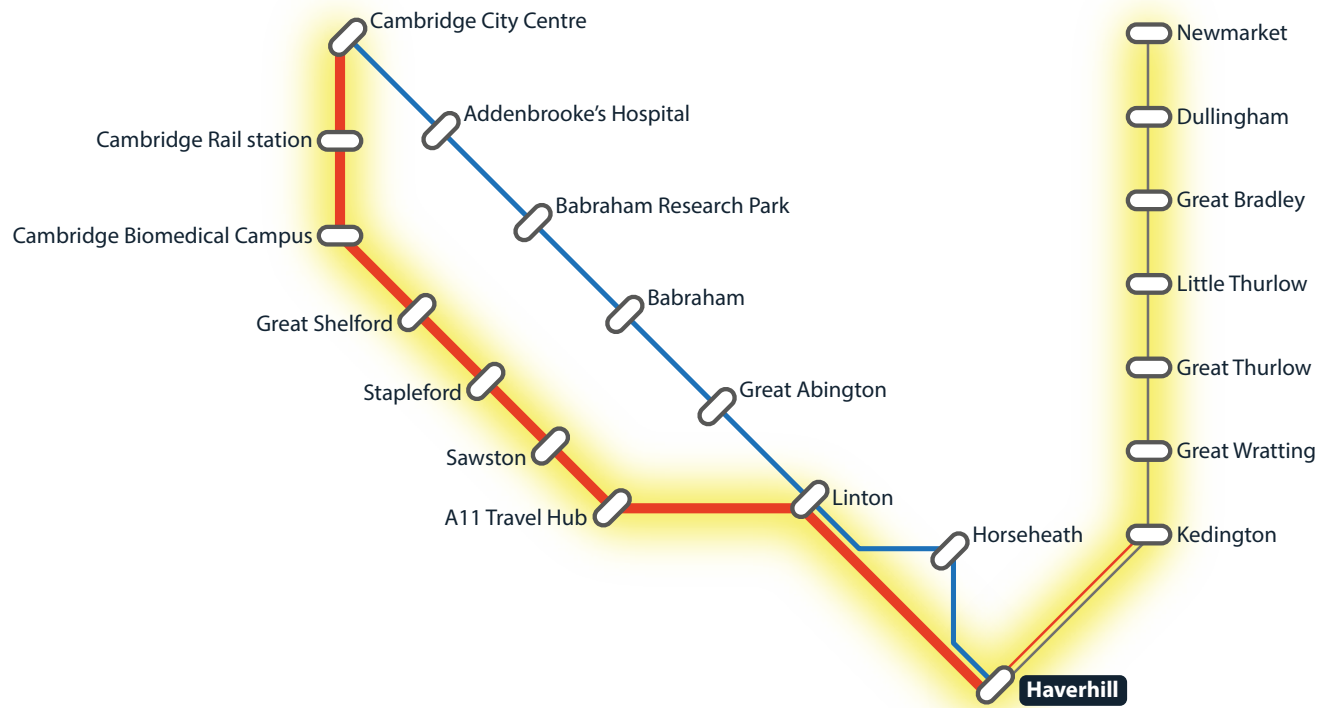 Cambridge City Centre
Newmarket
Addenbrooke’s Hospital
Dullingham
Cambridge Rail station
Great Bradley
Babraham Research Park
Cambridge Biomedical Campus
Little Thurlow
Babraham
Great Shelford
Great Thurlow
Great Abington
Stapleford
Great Wratting
Sawston
Linton
A11 Travel Hub
Horseheath
Kedington
Haverhill